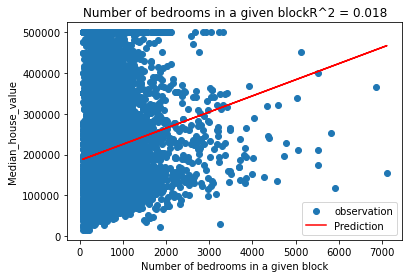 Number of bedrooms in a given blockR^2 = 0.018
500000
400000
300000
200000
100000
0
Median_house_value
0 1000 2000 3000 4000 5000 6000 7000
Number of bedrooms in a given block
observation
Prediction